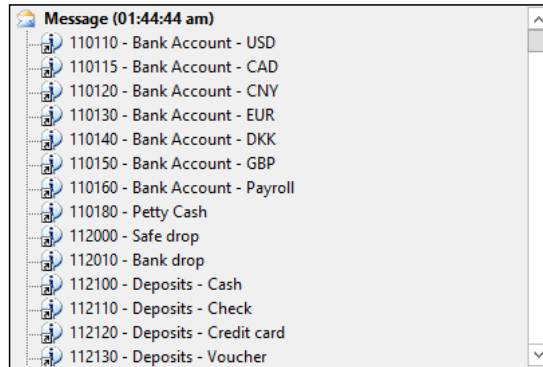 Message (01:44:44 am)
110110 - Bank Account - USD
110115 - Bank Account - CAD
110120 - Bank Account - CNY
110130 - Bank Account - EUR
110140 - Bank Account - DKK
110150 - Bank Account - GBP
110160 - Bank Account - Payroll
110180 - Petty Cash
112000 - Safe drop
112010 - Bank drop
112100 - Deposits - Cash
112110 - Deposits - Check
112120 - Deposits - Credit card
112130 - Deposits - Voucher